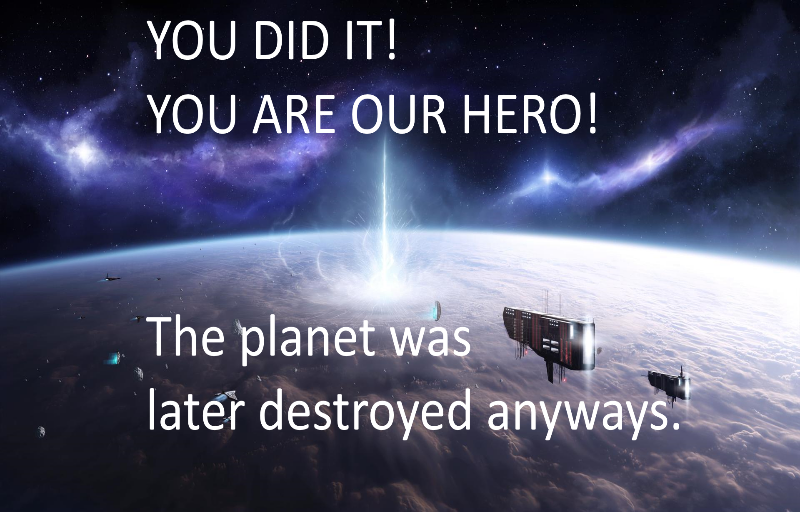 YOU DID IT!
YOU ARE OUR HERO!
The planet was
later destroyed anyways.